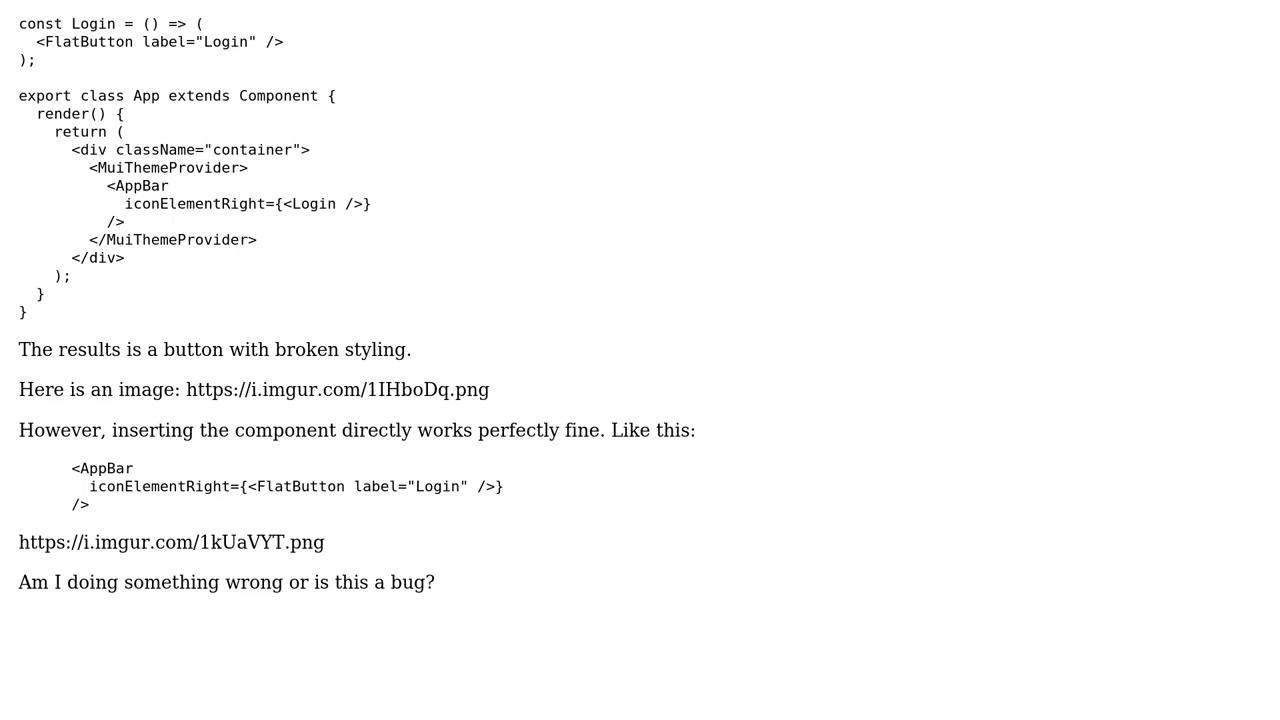 const Login = () => (
  <FlatButton label="Login" />
);

export class App extends Component {
  render() {
    return (
      <div className="container">
        <MuiThemeProvider>
          <AppBar
            iconElementRight={<Login />}
          />
        </MuiThemeProvider>
      </div>
    );
  }
}
The results is a button with broken styling.
Here is an image: https://i.imgur.com/1IHboDq.png
However, inserting the component directly works perfectly fine. Like this:
      <AppBar
        iconElementRight={<FlatButton label="Login" />}
      />
https://i.imgur.com/1kUaVYT.png
Am I doing something wrong or is this a bug?